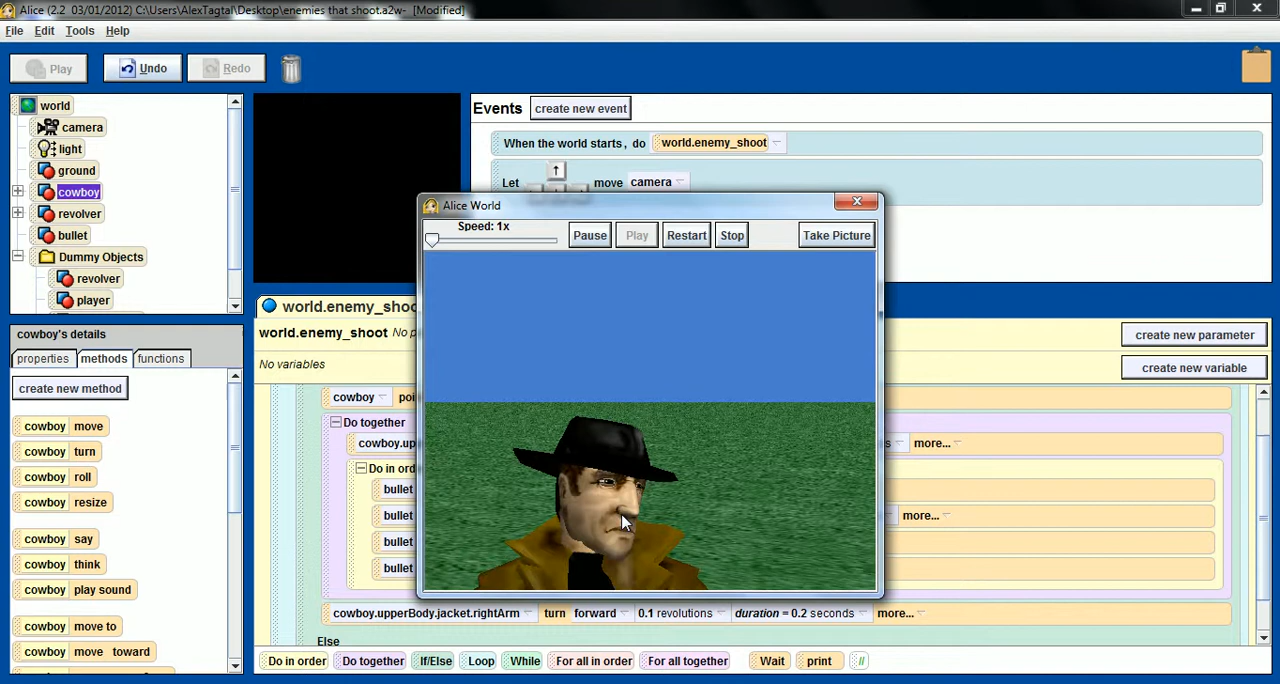 Alice (2.2 03/01/2012) C:\Users\AlexTagtal\Desktop\enemies that shoot.a2w- [Modified]
File Edit Tools Help
Play Undo Redo
world
camera
light
ground
cowboy
revolver
bullet
Dummy Objects
revolver
player
Events create new event
When the world starts, do world.enemy_shoot
Let move camera
Alice World
Speed: 1x
Pause Play Restart Stop Take Picture
cowboy's details
properties methods functions
create new method
cowboy move
cowboy turn
cowboy roll
cowboy resize
cowboy say
cowboy think
cowboy play sound
cowboy move to
cowboy move toward
world.enemy_shoot
world.enemy_shoot No create new parameter
No variables create new variable
cowboy
Do together
more...
Do in
bullet
bullet more...
bullet
bullet
cowboy.upperBody.jacket.rightArm turn forward 0.1 revolutions duration = 0.2 seconds more...
Else
Do in order Do together If/Else Loop While For all in order For all together Wait print //